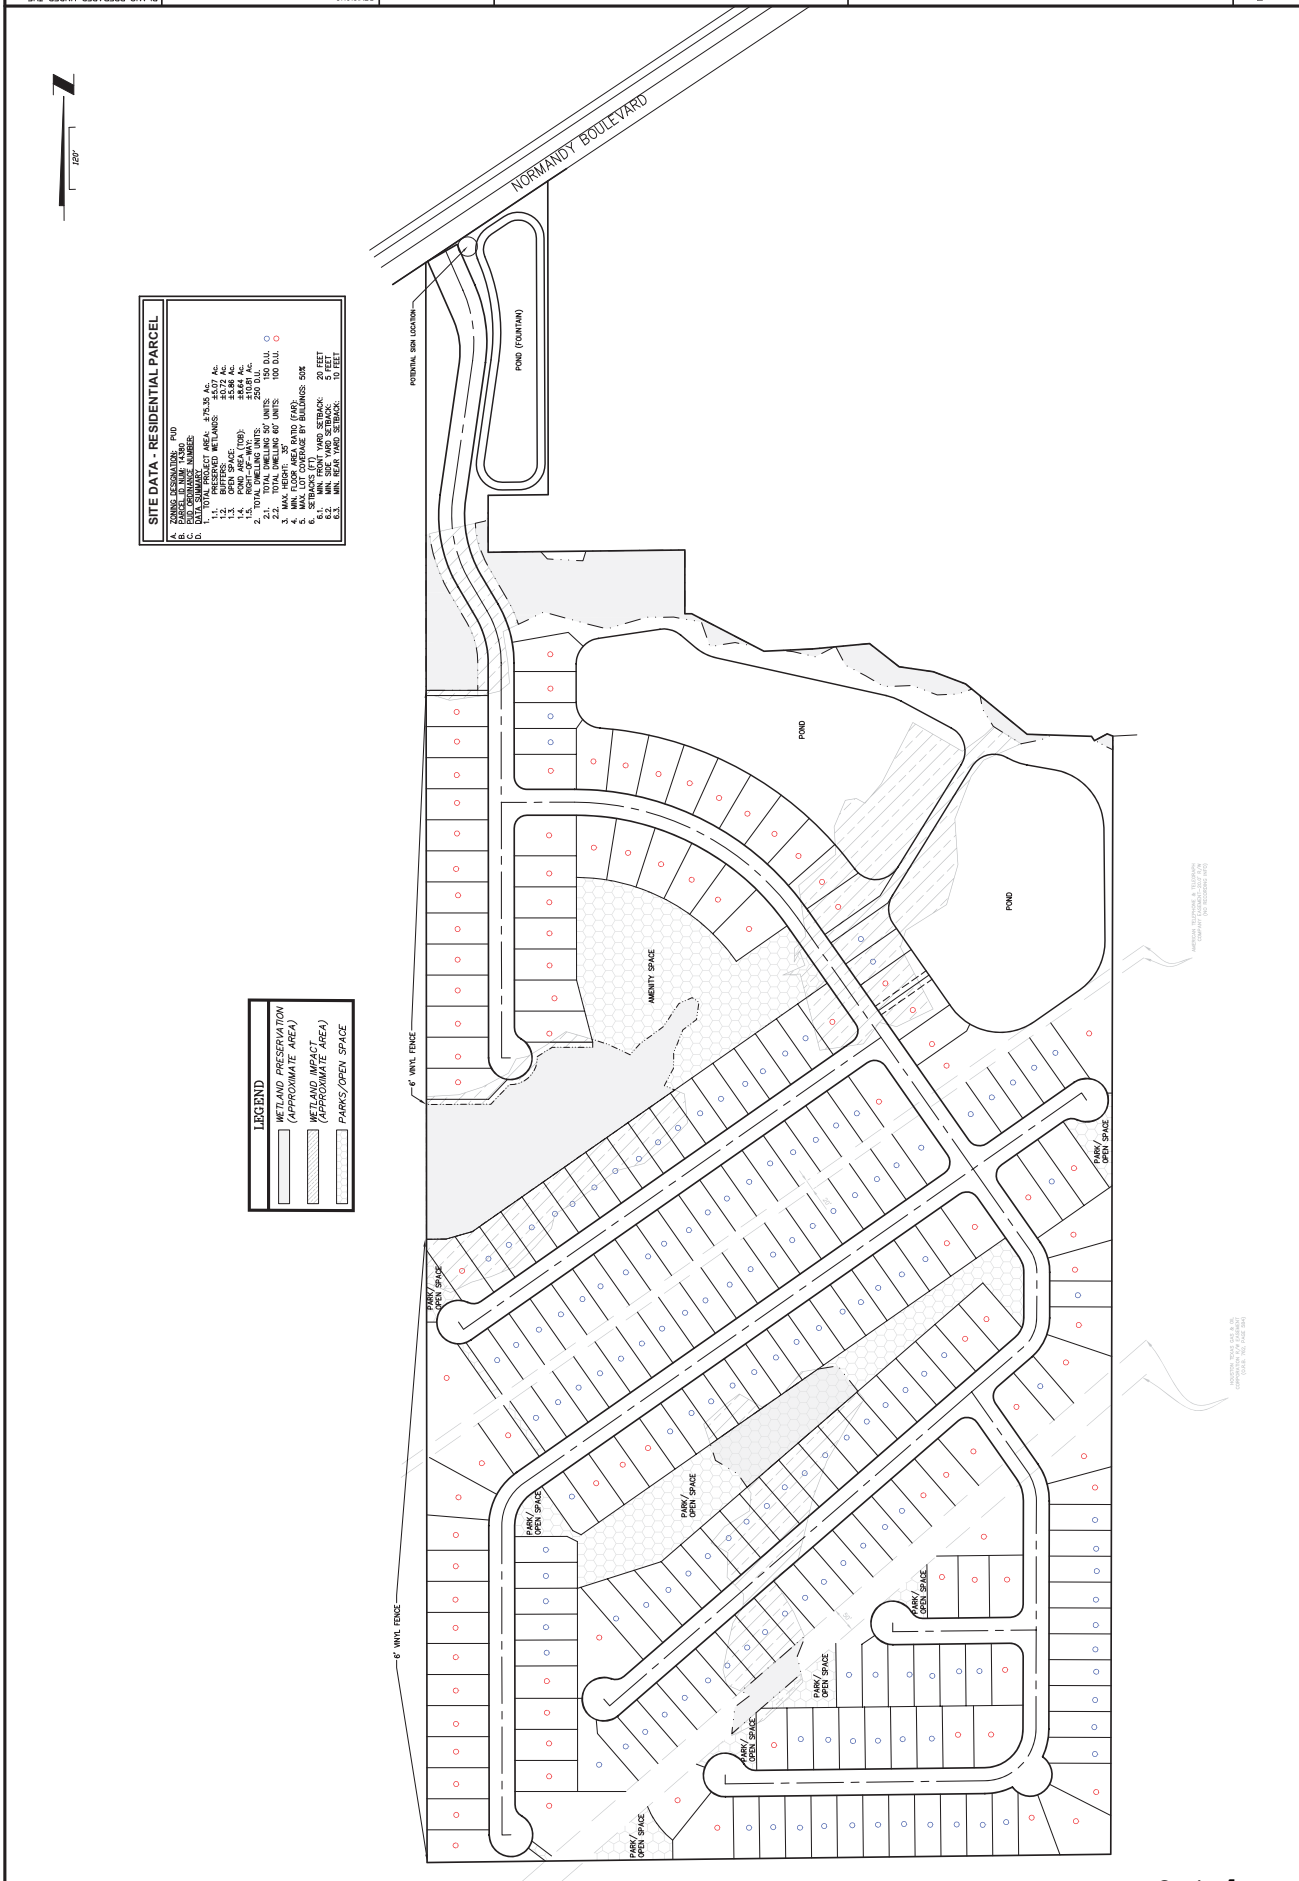 120'
NORMANDY BOULEVARD
POTENTIAL SIGN LOCATION
POND (FOUNTAIN)
SITE DATA - RESIDENTIAL PARCEL
A. ZONING DESIGNATION: PUD
B. PARCEL ID NUM: 14380
C. PUD ORDINANCE NUMBER:
D. DATA SUMMARY
1. TOTAL PROJECT AREA: ±75.35 Ac.
1.1. PRESERVED WETLANDS: ±5.07 Ac.
1.2. BUFFERS: ±0.72 Ac.
1.3. OPEN SPACE: ±5.86 Ac.
1.4. POND AREA (TOB): ±8.64 Ac.
1.5. RIGHT-OF-WAY: ±10.81 Ac.
2. TOTAL DWELLING UNITS: 250 D.U.
2.1. TOTAL DWELLING 50' UNITS: 150 D.U.
2.2. TOTAL DWELLING 60' UNITS: 100 D.U.
3. MAX. HEIGHT: 35'
4. MIN. FLOOR AREA RATIO (FAR):
5. MAX. LOT COVERAGE BY BUILDINGS: 50%
6. SETBACKS (FT)
6.1. MIN. FRONT YARD SETBACK: 20 FEET
6.2. MIN. SIDE YARD SETBACK: 5 FEET
6.3. MIN. REAR YARD SETBACK: 10 FEET
POND
POND
AMENITY SPACE
6' VINYL FENCE
LEGEND
WETLAND PRESERVATION
(APPROXIMATE AREA)
WETLAND IMPACT
(APPROXIMATE AREA)
PARKS/OPEN SPACE
PARK/
OPEN SPACE
PARK/
OPEN SPACE
PARK/
OPEN SPACE
PARK/
OPEN SPACE
PARK/
OPEN SPACE
PARK/
OPEN SPACE
PARK/
OPEN SPACE
PARK/
OPEN SPACE
6' VINYL FENCE